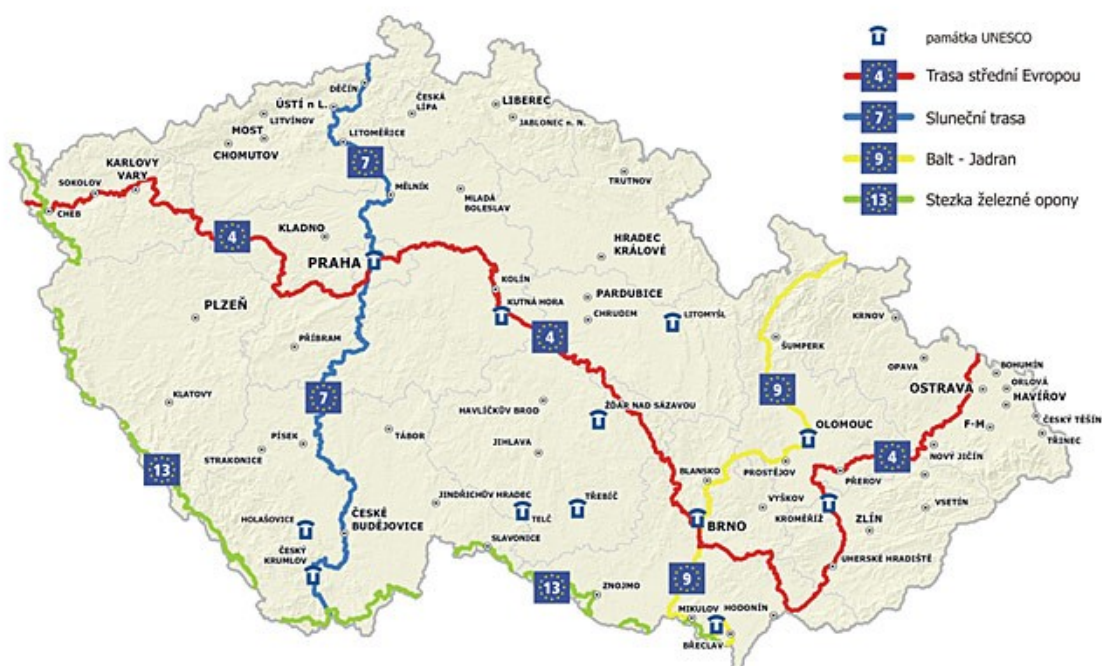 památka UNESCO
4 Trasa střední Evropou
7 Sluneční trasa
9 Balt - Jadran
13 Stezka železné opony
DĚČÍN
ÚSTÍ n L.
ČESKÁ
LÍPA
LIBEREC
LITVÍNOV
JABLONEC n. N.
MOST
LITOMĚŘICE
CHOMUTOV
7
KARLOVY
VARY
TRUTNOV
SOKOLOV
MĚLNÍK
MLADÁ
BOLESLAV
CHEB
4
KLADNO
HRADEC
KRÁLOVÉ
PRAHA
KOLÍN
PARDUBICE
PLZEŇ
KUTNÁ HORA
CHRUDIM
LITOMYŠL
KRNOV
4
PŘÍBRAM
ŠUMPERK
OPAVA
BOHUMÍN
OSTRAVA
ORLOVÁ
HAVÍŘOV
9
7
KLATOVY
HAVLÍČKŮV BROD
ŽĎÁR NAD SÁZAVOU
ČESKÝ TĚŠÍN
F-M
TŘINEC
OLOMOUC
TÁBOR
PÍSEK
JIHLAVA
STRAKONICE
NOVÝ JIČÍN
4
13
PROSTĚJOV
BLANSKO
PŘEROV
VSETÍN
JINDŘICHŮV HRADEC
TŘEBÍČ
VYŠKOV
KROMĚŘÍŽ
TELČ
ZLÍN
HOLAŠOVICE
ČESKÉ
BUDĚJOVICE
BRNO
SLAVONICE
ČESKÝ
KRUMLOV
UHERSKÉ HRADIŠTĚ
13
ZNOJMO
9
MIKULOV
HODONÍN
BŘECLAV